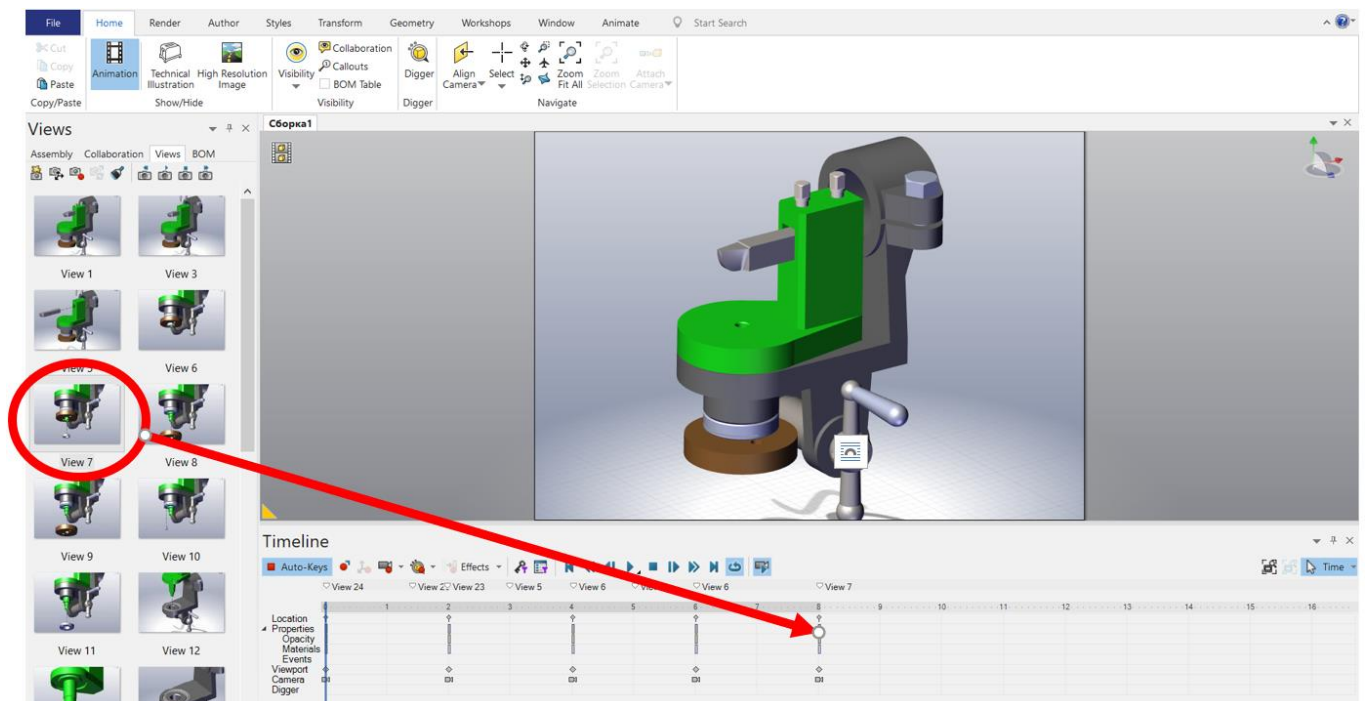 File Home Render Author Styles Transform Geometry Workshops Window Animate Start Search
Cut
Copy
Paste
Copy/Paste
Animation
Technical Illustration
High Resolution Image
Show/Hide
Visibility
Collaboration
Callouts
BOM Table
Visibility
Digger
Digger
Align Camera
Select
Zoom Fit All
Zoom Selection
Attach Camera
Navigate
Views
Assembly Collaboration Views BOM
View 1 View 3
View 5 View 6
View 7 View 8
View 9 View 10
View 11 View 12
Сборка1
Timeline
Auto-Keys Effects Time
View 24 View 23 View 5 View 6 View 6 View 7
1 2 3 4 5 6 7 8 9 10 11 12 13 14 15 16
Location
Properties
Opacity
Materials
Events
Viewport
Camera
Digger